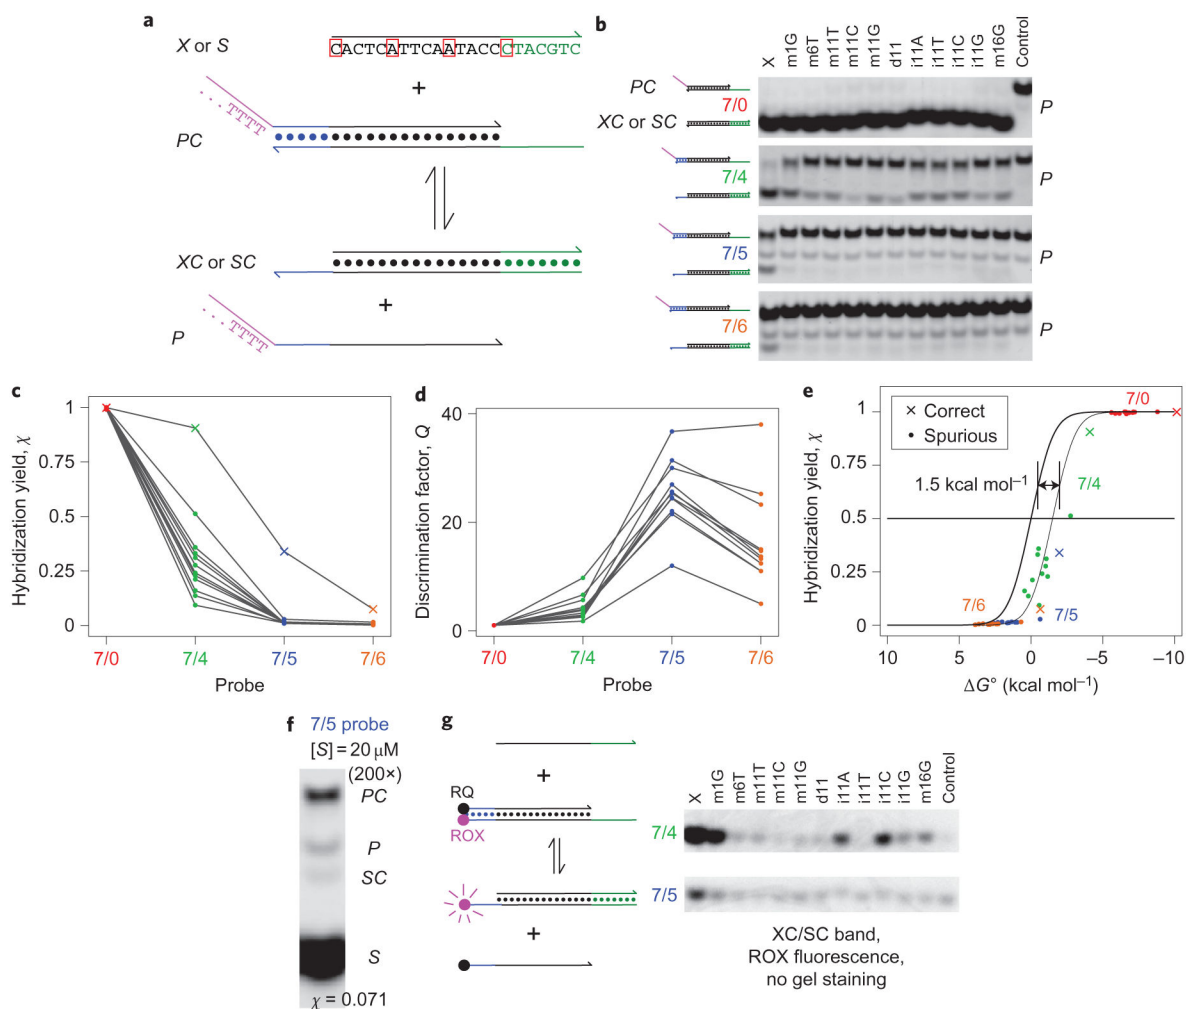 a
X or S
CACTCATTCAATACCCTACGTC
+
. . . TTTT
PC
XC or SC
+
. . . TTTT
P
b
X
m1G
m6T
m11T
m11C
m11G
d11
i11A
i11T
i11C
i11G
m16G
Control
PC
7/0
XC or SC
P
7/4
P
7/5
P
7/6
P
c
Hybridization yield, χ
1
0.75
0.5
0.25
0
7/0 7/4 7/5 7/6
Probe
d
Discrimination factor, Q
40
20
0
7/0 7/4 7/5 7/6
Probe
e
Hybridization yield, χ
1
0.75
0.5
0.25
0
× Correct
• Spurious
7/0
1.5 kcal mol–1
7/4
7/6
7/5
10 5 0 –5 –10
ΔG° (kcal mol–1)
f 7/5 probe
[S] = 20 μM
(200×)
PC
P
SC
S
χ = 0.071
g
+
RQ
ROX
+
X
m1G
m6T
m11T
m11C
m11G
d11
i11A
i11T
i11C
i11G
m16G
Control
7/4
7/5
XC/SC band,
ROX fluorescence,
no gel staining